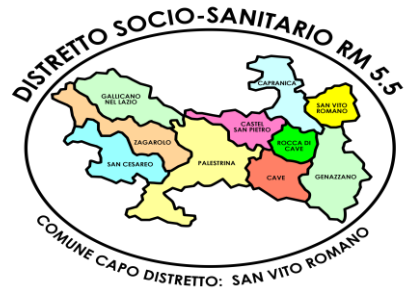 DISTRETTO SOCIO-SANITARIO RM 5.5
CAPRANICA
GALLICANO
NEL LAZIO
SAN VITO
ROMANO
CASTEL
SAN PIETRO
ZAGAROLO
ROCCA DI
CAVE
SAN CESAREO
PALESTRINA
CAVE
GENAZZANO
COMUNE CAPO DISTRETTO: SAN VITO ROMANO